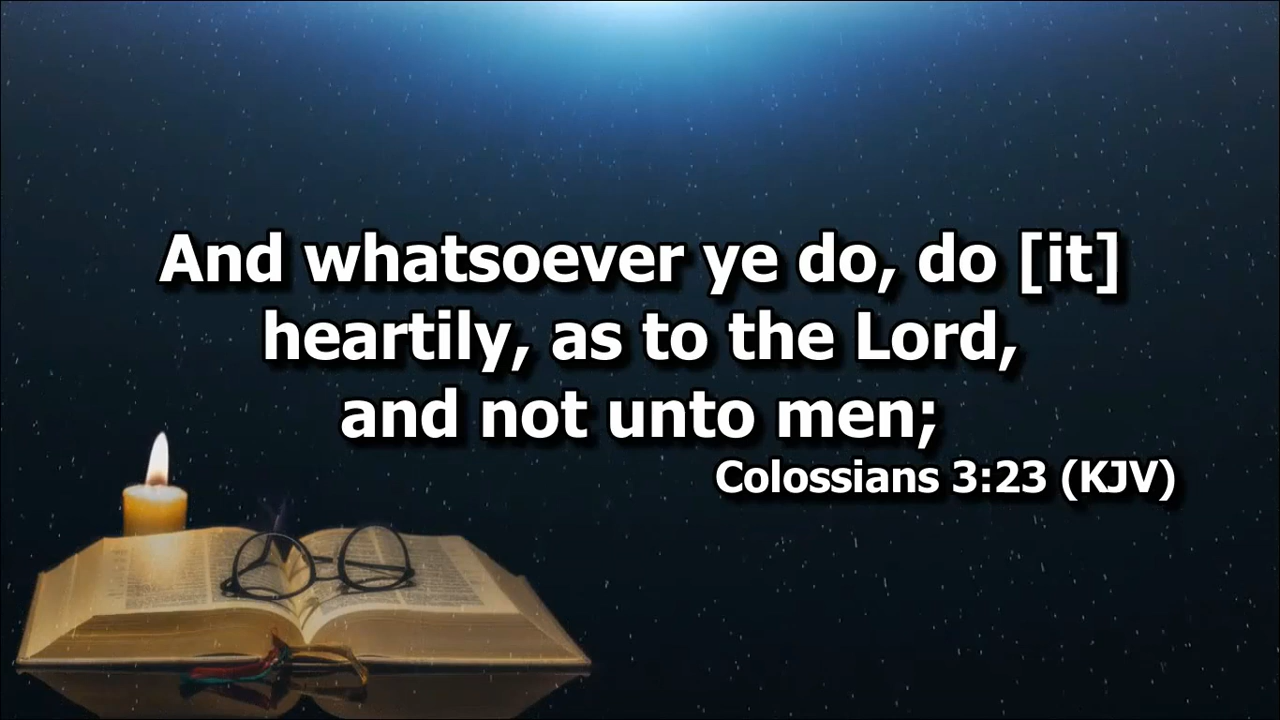 And whatsoever ye do, do [it]
heartily, as to the Lord,
and not unto men;
Colossians 3:23 (KJV)